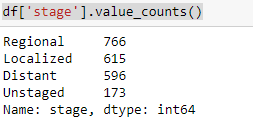 df['stage'].value_counts()
Regional 766
Localized 615
Distant 596
Unstaged 173
Name: stage, dtype: int64